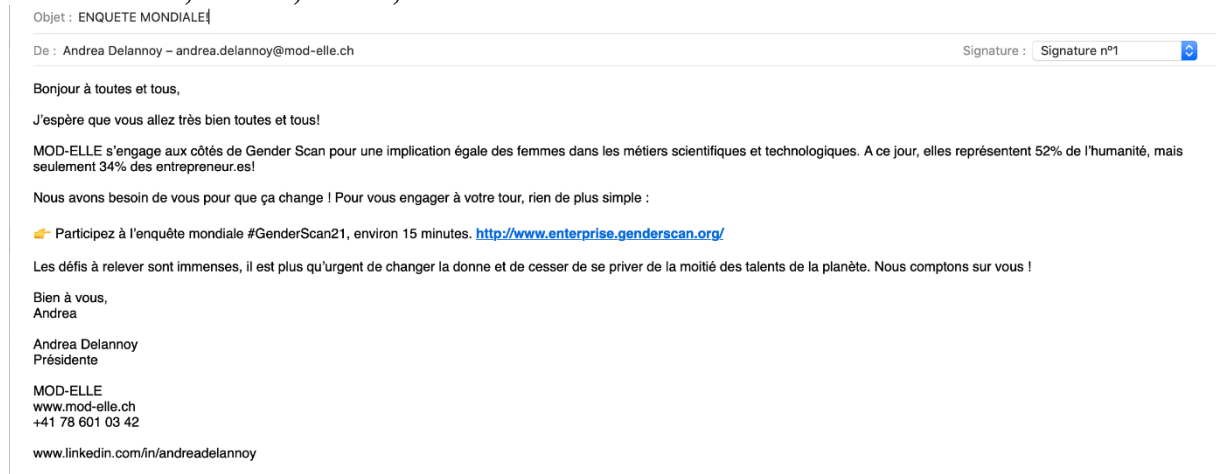 Objet : ENQUETE MONDIALE!
De : Andrea Delannoy – andrea.delannoy@mod-elle.ch Signature : Signature nº1
Bonjour à toutes et tous,
J'espère que vous allez très bien toutes et tous!
MOD-ELLE s'engage aux côtés de Gender Scan pour une implication égale des femmes dans les métiers scientifiques et technologiques. A ce jour, elles représentent 52% de l'humanité, mais
seulement 34% des entrepreneur.es!
Nous avons besoin de vous pour que ça change ! Pour vous engager à votre tour, rien de plus simple :
👉 Participez à l'enquête mondiale #GenderScan21, environ 15 minutes. http://www.enterprise.genderscan.org/
Les défis à relever sont immenses, il est plus qu'urgent de changer la donne et de cesser de se priver de la moitié des talents de la planète. Nous comptons sur vous !
Bien à vous,
Andrea
Andrea Delannoy
Présidente
MOD-ELLE
www.mod-elle.ch
+41 78 601 03 42
www.linkedin.com/in/andreadelannoy